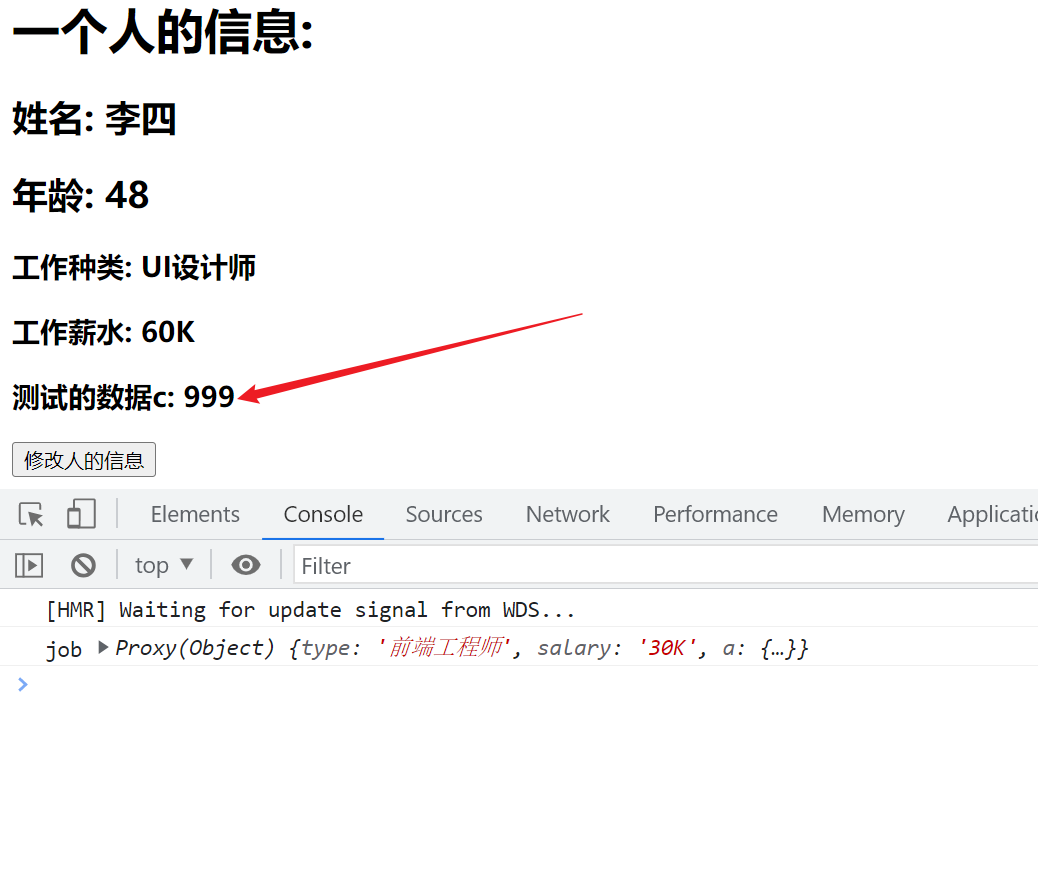 一个人的信息:
姓名: 李四
年龄: 48
工作种类: UI设计师
工作薪水: 60K
测试的数据c: 999
修改人的信息
Elements Console Sources Network Performance Memory Applicatio
top Filter
[HMR] Waiting for update signal from WDS...
job Proxy(Object) {type: '前端工程师', salary: '30K', a: {…}}